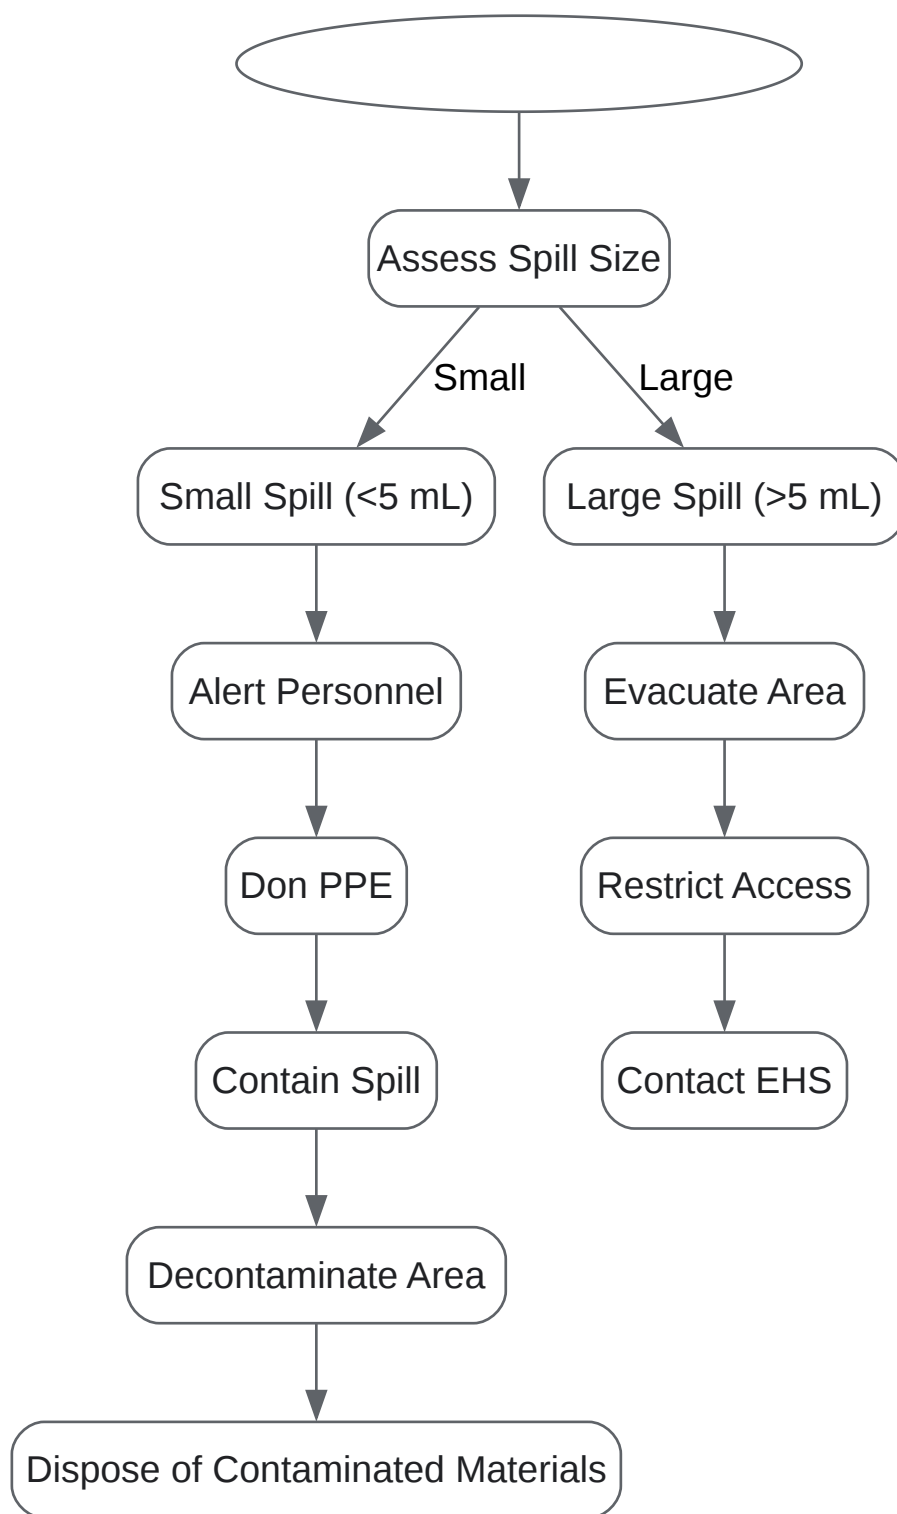 Assess Spill Size
Small
Large
Small Spill (<5 mL)
Large Spill (>5 mL)
Alert Personnel
Evacuate Area
Don PPE
Restrict Access
Contain Spill
Contact EHS
Decontaminate Area
Dispose of Contaminated Materials